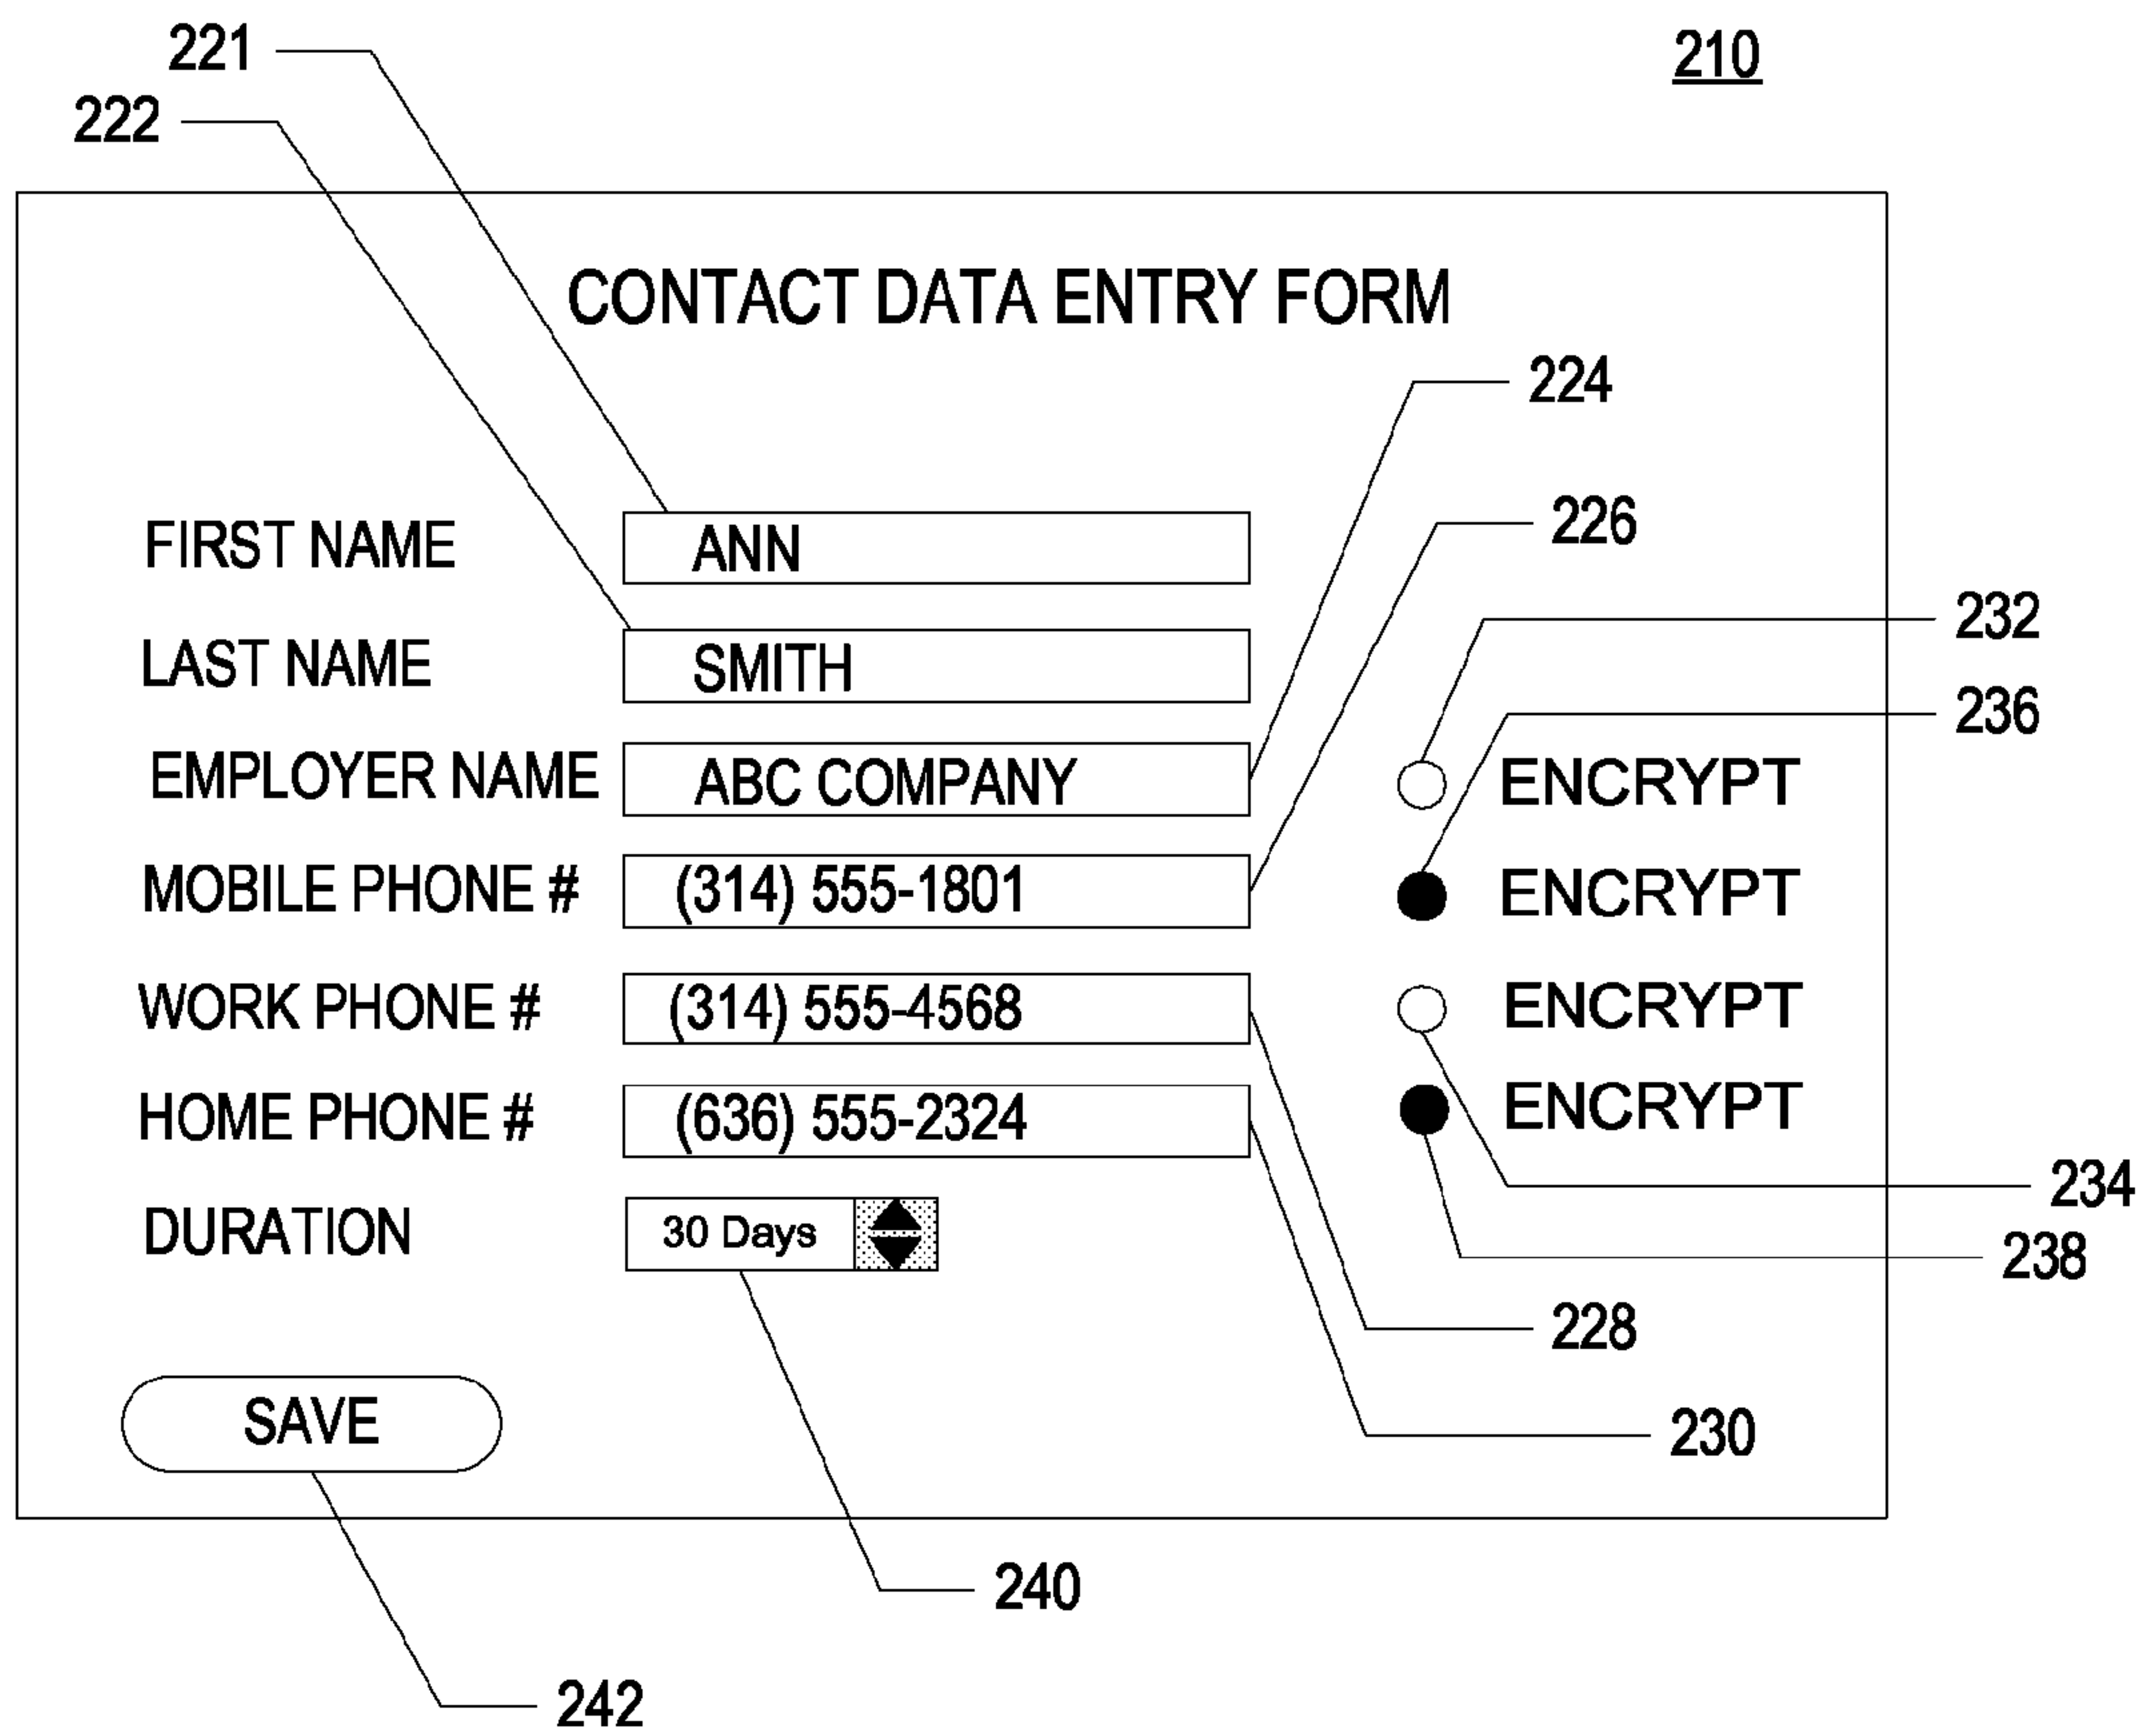 221
210
222
CONTACT DATA ENTRY FORM
224
226
FIRST NAME ANN
232
LAST NAME SMITH
236
EMPLOYER NAME ABC COMPANY ENCRYPT
MOBILE PHONE # (314) 555-1801 ENCRYPT
WORK PHONE # (314) 555-4568 ENCRYPT
HOME PHONE # (636) 555-2324 ENCRYPT
234
DURATION 30 Days
238
228
SAVE
230
240
242